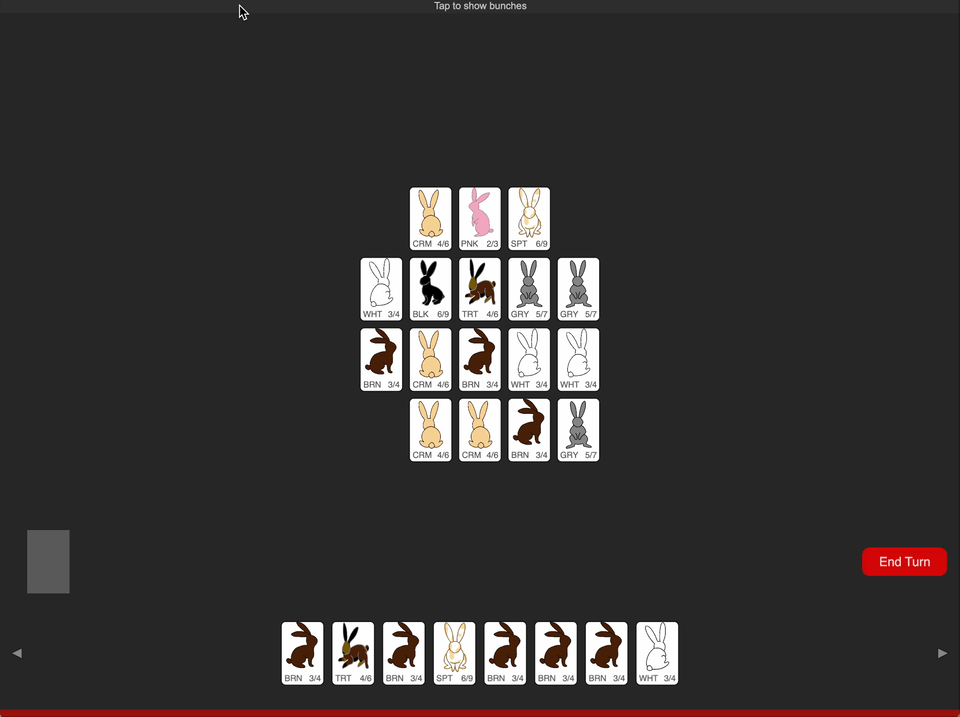 Tap to show bunches
CRM 4/6 PNK 2/3 SPT 6/9
WHT 3/4 BLK 6/9 TRT 4/6 GRY 5/7 GRY 5/7
BRN 3/4 CRM 4/6 BRN 3/4 WHT 3/4 WHT 3/4
CRM 4/6 CRM 4/6 BRN 3/4 GRY 5/7
End Turn
BRN 3/4 TRT 4/6 BRN 3/4 SPT 6/9 BRN 3/4 BRN 3/4 BRN 3/4 WHT 3/4